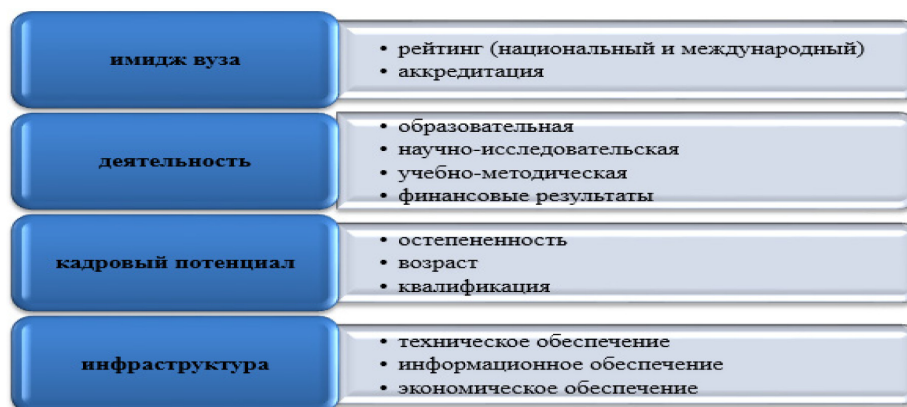 имидж вуза
• рейтинг (национальный и международный)
• аккредитация
деятельность
• образовательная
• научно-исследовательская
• учебно-методическая
• финансовые результаты
кадровый потенциал
• остепененность
• возраст
• квалификация
инфраструктура
• техническое обеспечение
• информационное обеспечение
• экономическое обеспечение